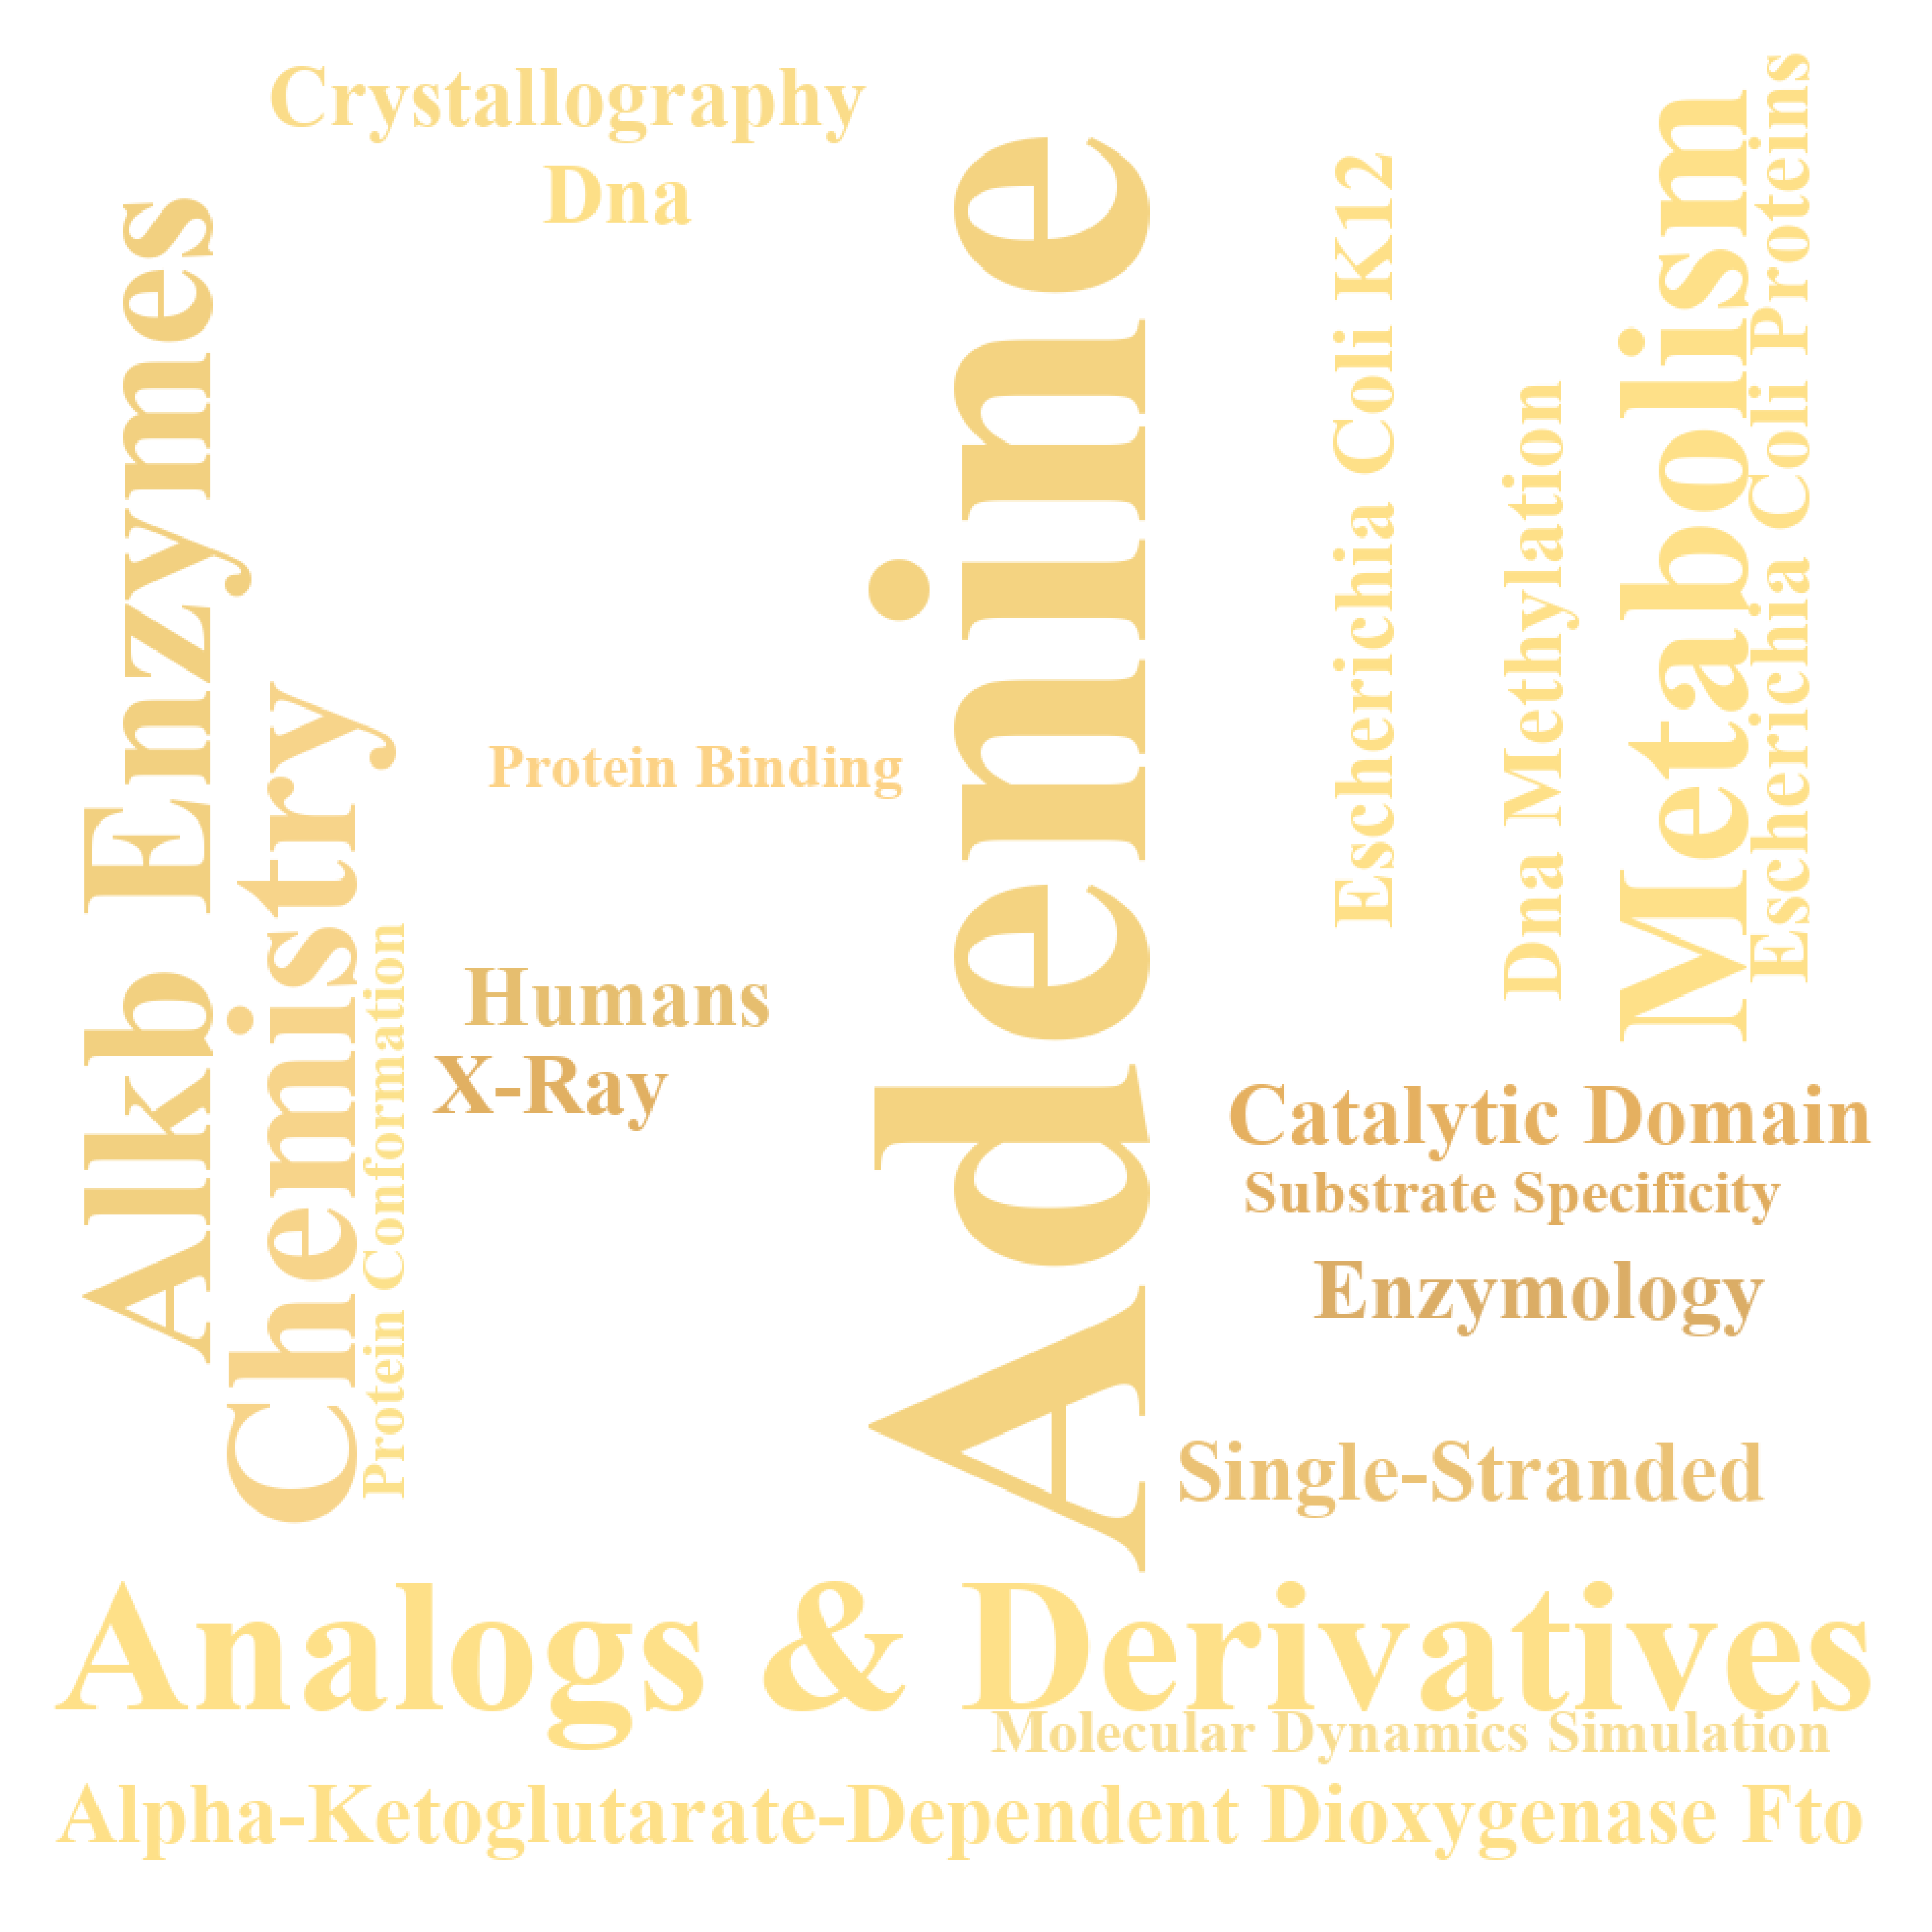 Crystallography
Dna
Alkb Enzymes
Chemistry
Protein Conformation
Protein Binding
Humans
X-Ray
Adenine
Escherichia Coli K12
Dna Methylation
Metabolism
Escherichia Coli Proteins
Catalytic Domain
Substrate Specificity
Enzymology
Single-Stranded
Analogs & Derivatives
Molecular Dynamics Simulation
Alpha-Ketoglutarate-Dependent Dioxygenase Fto